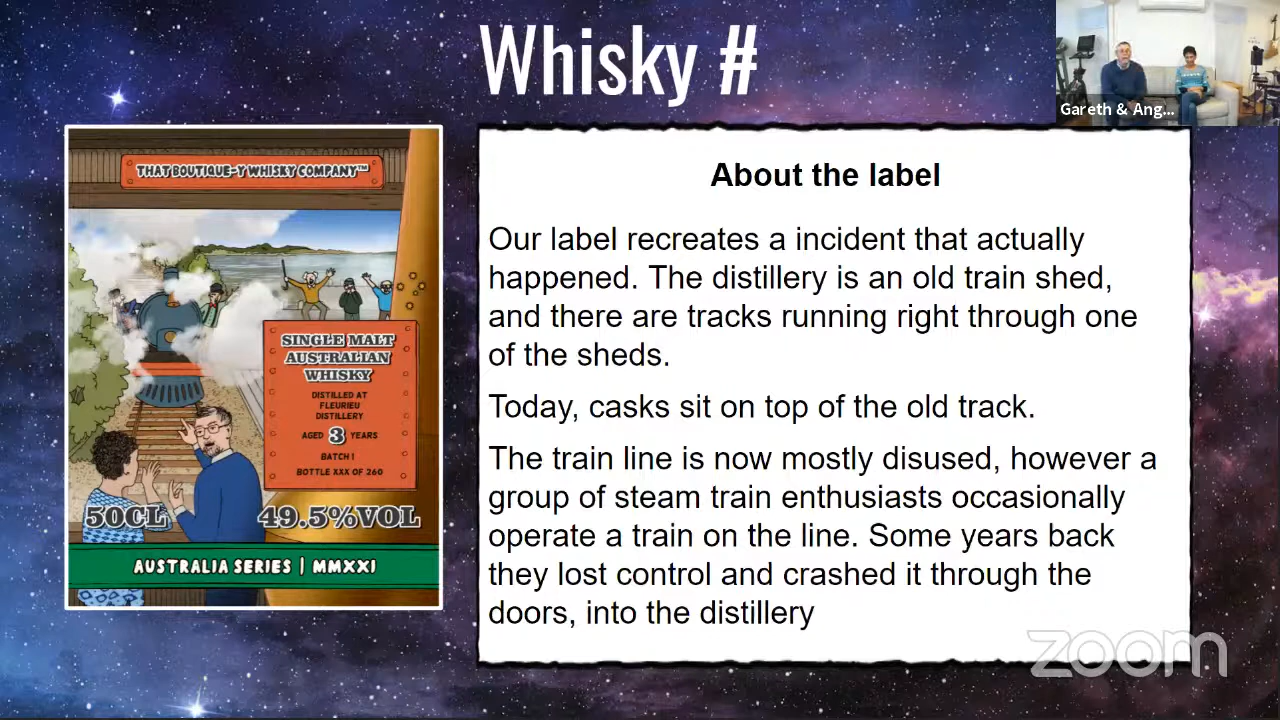 Whisky #
Gareth & Ang...
THAT BOUTIQUE-Y WHISKY COMPANY™
SINGLE MALT
AUSTRALIAN
WHISKY
DISTILLED AT
FLEURIEU
DISTILLERY
AGED 3 YEARS
BATCH 1
BOTTLE XXX OF 260
50CL
49.5%VOL
AUSTRALIA SERIES | MMXXI
About the label
Our label recreates a incident that actually
happened. The distillery is an old train shed,
and there are tracks running right through one
of the sheds.
Today, casks sit on top of the old track.
The train line is now mostly disused, however a
group of steam train enthusiasts occasionally
operate a train on the line. Some years back
they lost control and crashed it through the
doors, into the distillery
zoom